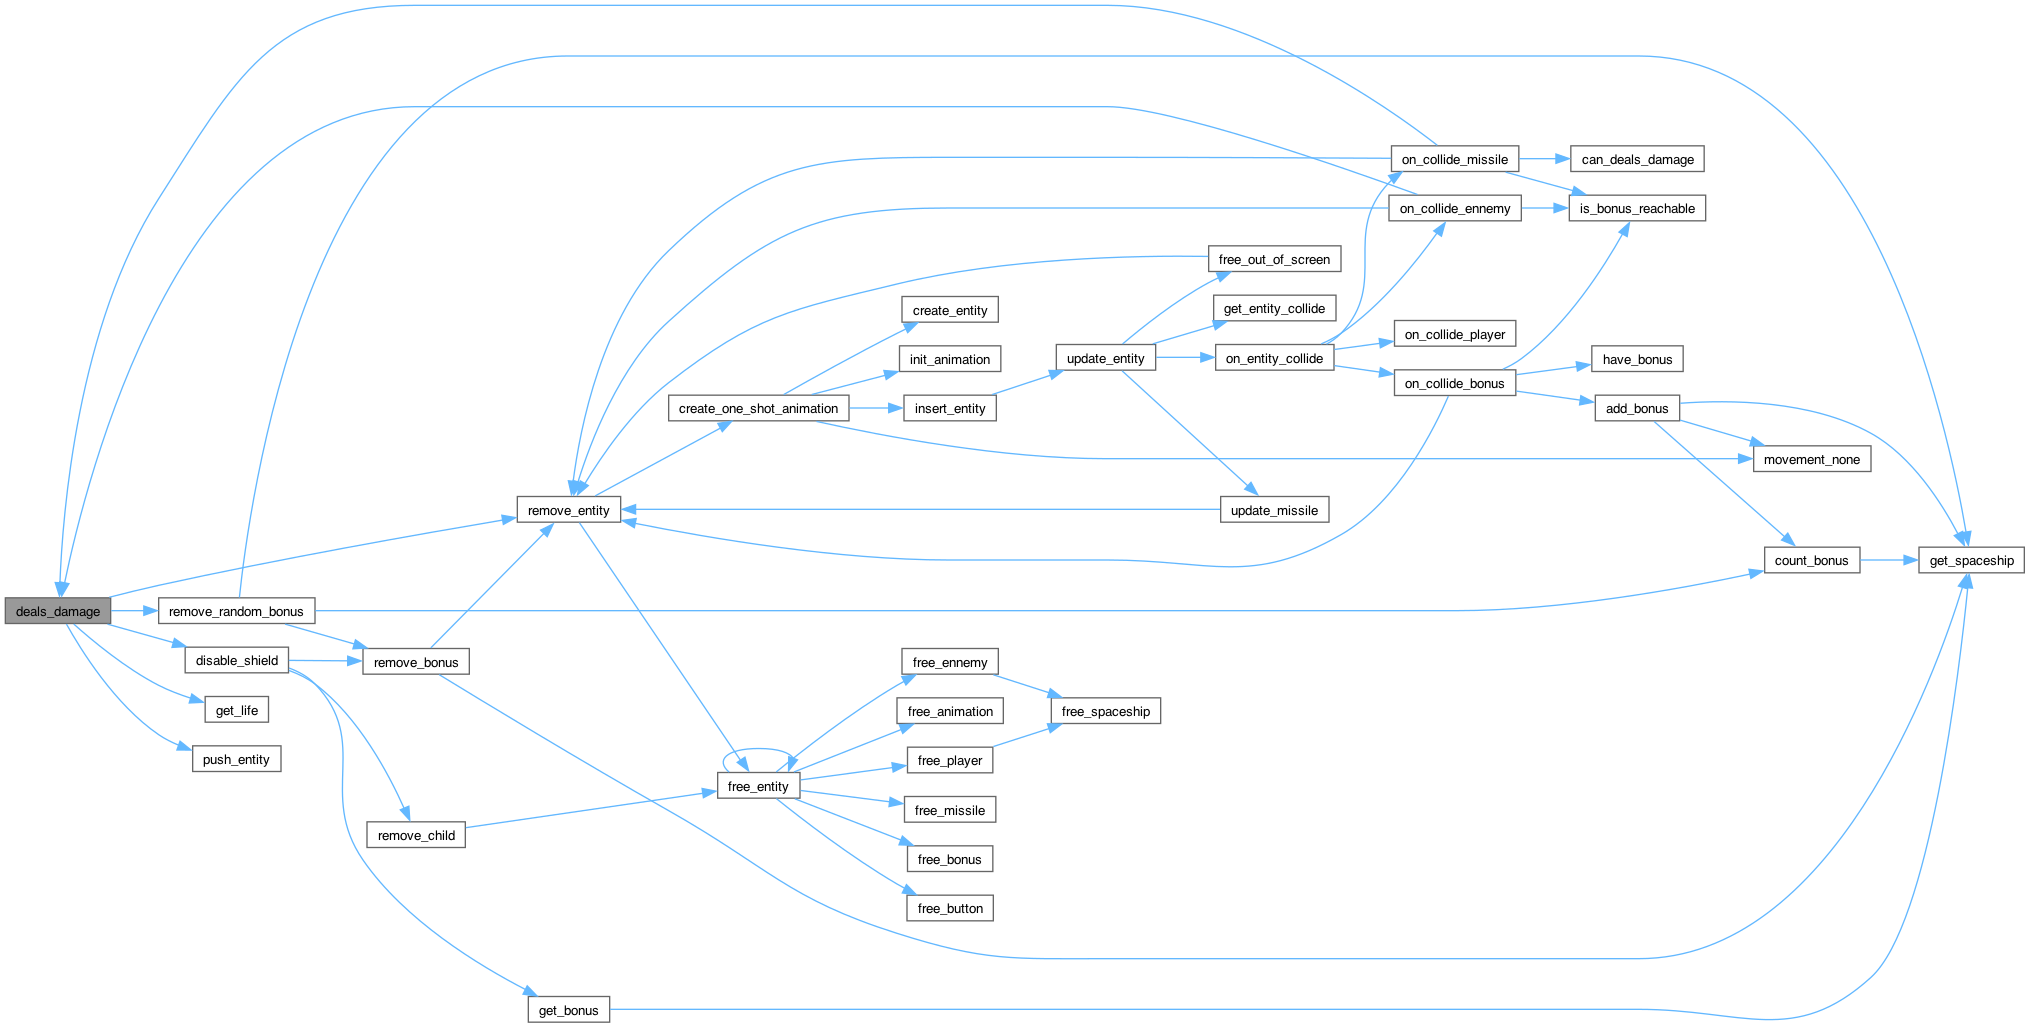 deals_damage
remove_random_bonus
disable_shield
get_life
push_entity
remove_bonus
remove_child
remove_entity
get_bonus
create_one_shot_animation
free_entity
create_entity
init_animation
insert_entity
free_ennemy
free_animation
free_player
free_missile
free_bonus
free_button
update_entity
free_spaceship
free_out_of_screen
get_entity_collide
on_entity_collide
update_missile
on_collide_missile
on_collide_ennemy
on_collide_player
on_collide_bonus
can_deals_damage
is_bonus_reachable
have_bonus
add_bonus
movement_none
count_bonus
get_spaceship